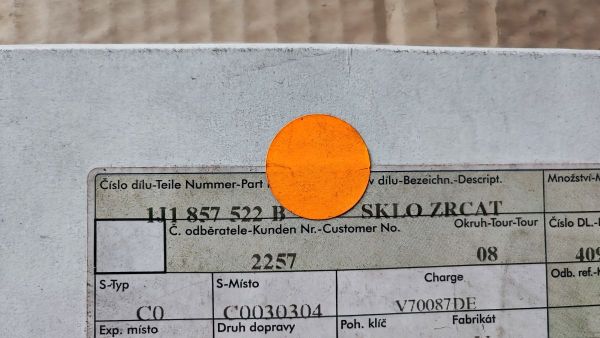 Číslo dílu-Teile Nummer-Part v dílu-Bezeichn.-Descript. Množství-M
1J1 857 522 B SKLO ZRCAT
Č. odběratele-Kunden Nr.-Customer No. Okruh-Tour-Tour Číslo DL.-
2257 08 409
S-Typ S-Místo Charge Odb. ref.-
C0 C0030304 V70087DE
Exp. místo Druh dopravy Poh. klíč Fabrikát